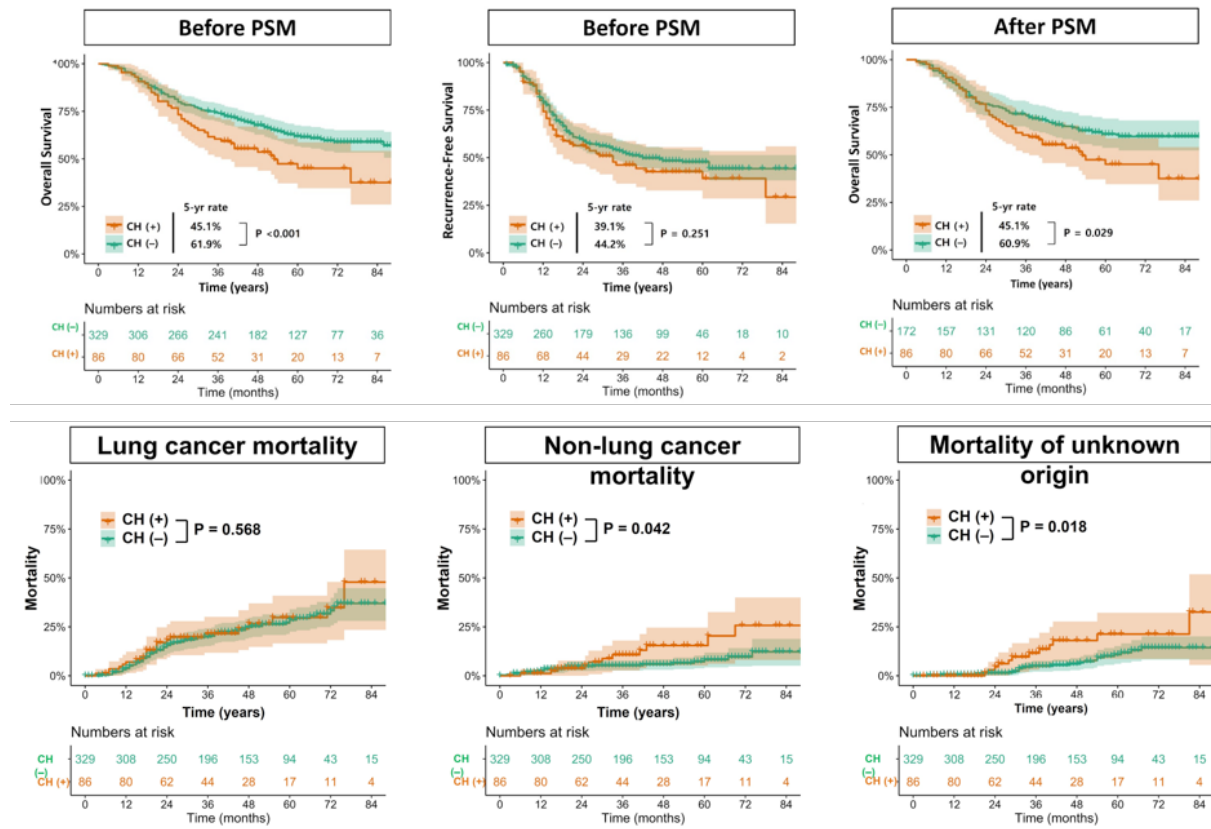 Before PSM
*00%
75%
50%
25%
0%
Overall Survival
5-yr rate
CH (+) 45.1%
CH (−) 61.9%
P <0.001
0 12 24 36 48 60 72 84
Time (years)
Numbers at risk
CH (−) 329 306 266 241 182 127 77 36
CH (+) 86 80 66 52 31 20 13 7
0 12 24 36 48 60 72 84
Time (months)
Before PSM
100%
75%
50%
25%
0%
Recurrence-Free Survival
5-yr rate
CH (+) 39.1%
CH (−) 44.2%
P = 0.251
0 12 24 36 48 60 72 84
Time (years)
Numbers at risk
CH (−) 329 260 179 136 99 46 18 10
CH (+) 86 68 44 29 22 12 4 2
0 12 24 36 48 60 72 84
Time (months)
After PSM
100%
75%
50%
25%
0%
Overall Survival
5-yr rate
CH (+) 45.1%
CH (−) 60.9%
P = 0.029
0 12 24 36 48 60 72 84
Time (years)
Numbers at risk
CH (−) 172 157 131 120 86 61 40 17
CH (+) 86 80 66 52 31 20 13 7
0 12 24 36 48 60 72 84
Time (months)
Lung cancer mortality
100%
75%
50%
25%
0%
Mortality
CH (+)
CH (−)
P = 0.568
0 12 24 36 48 60 72 84
Time (years)
Numbers at risk
CH (−) 329 308 250 196 153 94 43 15
CH (+) 86 80 62 44 28 17 11 4
0 12 24 36 48 60 72 84
Time (months)
Non-lung cancer
mortality
100%
75%
50%
25%
0%
Mortality
CH (+)
CH (−)
P = 0.042
0 12 24 36 48 60 72 84
Time (years)
Numbers at risk
CH (−) 329 308 250 196 153 94 43 15
CH (+) 86 80 62 44 28 17 11 4
0 12 24 36 48 60 72 84
Time (months)
Mortality of unknown
origin
100%
75%
50%
25%
0%
Mortality
CH (+)
CH (−)
P = 0.018
0 12 24 36 48 60 72 84
Time (years)
Numbers at risk
CH (−) 329 308 250 196 153 94 43 15
CH (+) 86 80 62 44 28 17 11 4
0 12 24 36 48 60 72 84
Time (months)